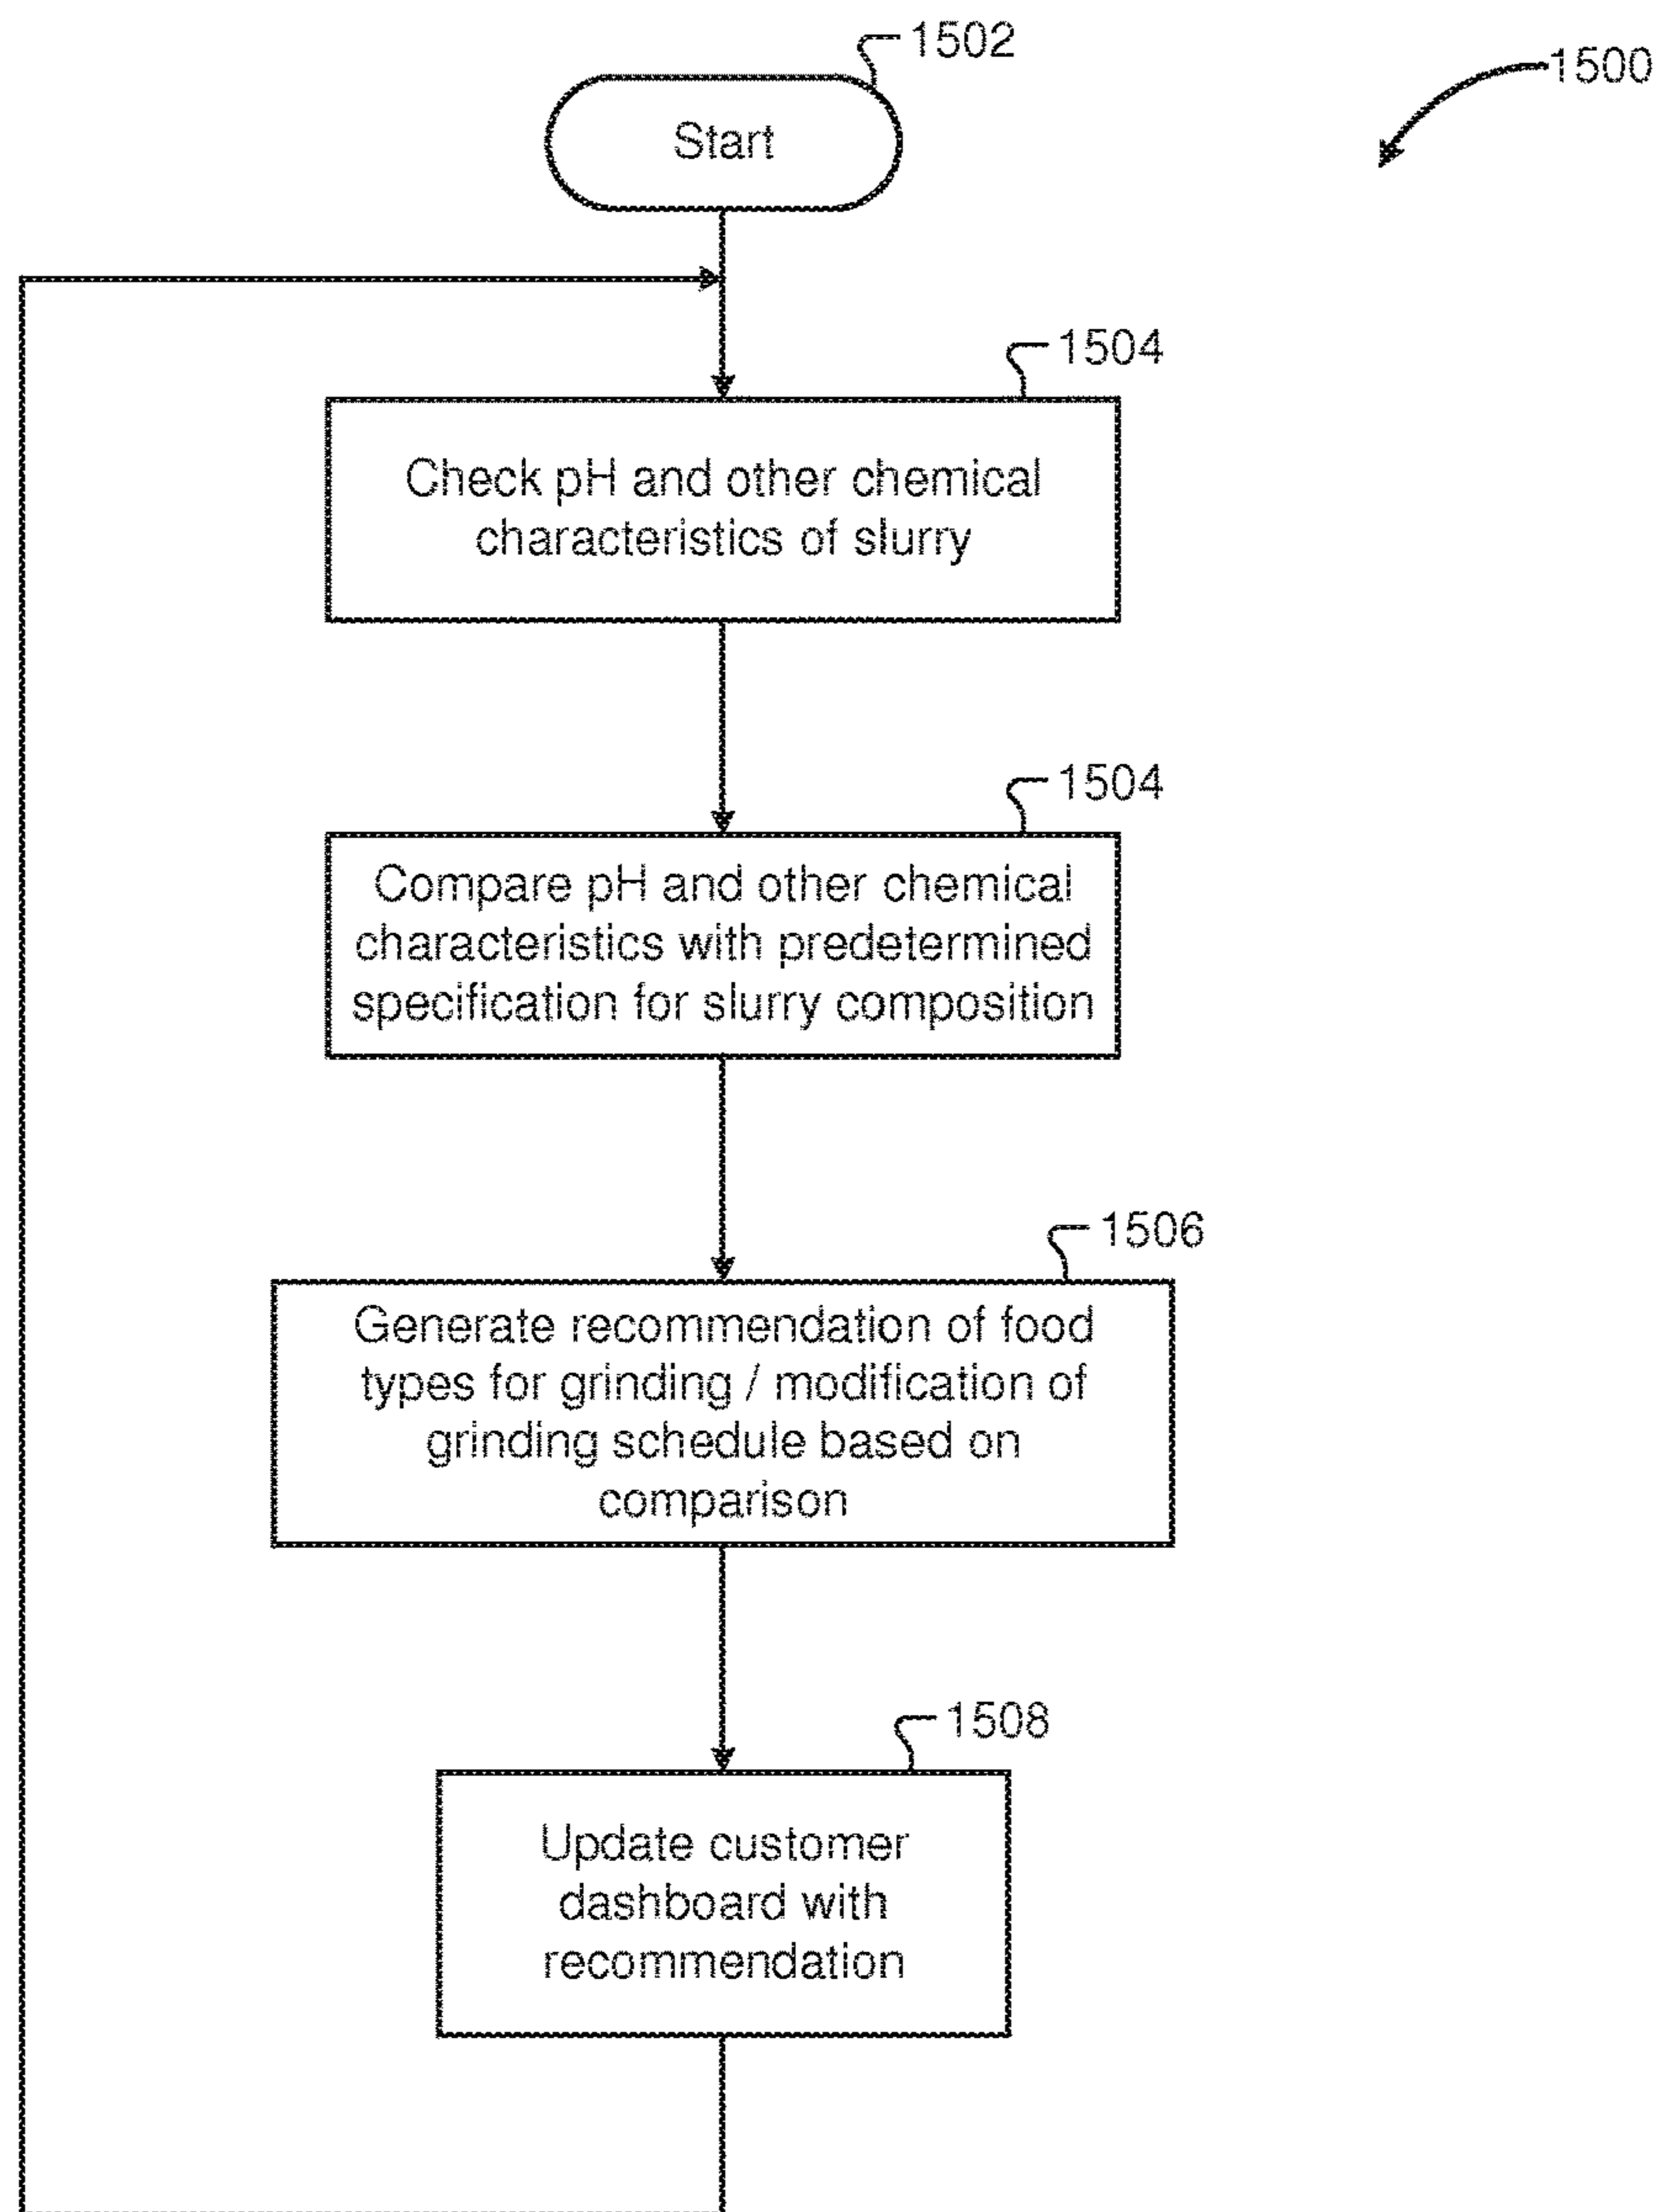 1502
1500
Start
1504
Check pH and other chemical
characteristics of slurry
1504
Compare pH and other chemical
characteristics with predetermined
specification for slurry composition
1506
Generate recommendation of food
types for grinding / modification of
grinding schedule based on
comparison
1508
Update customer
dashboard with
recommendation